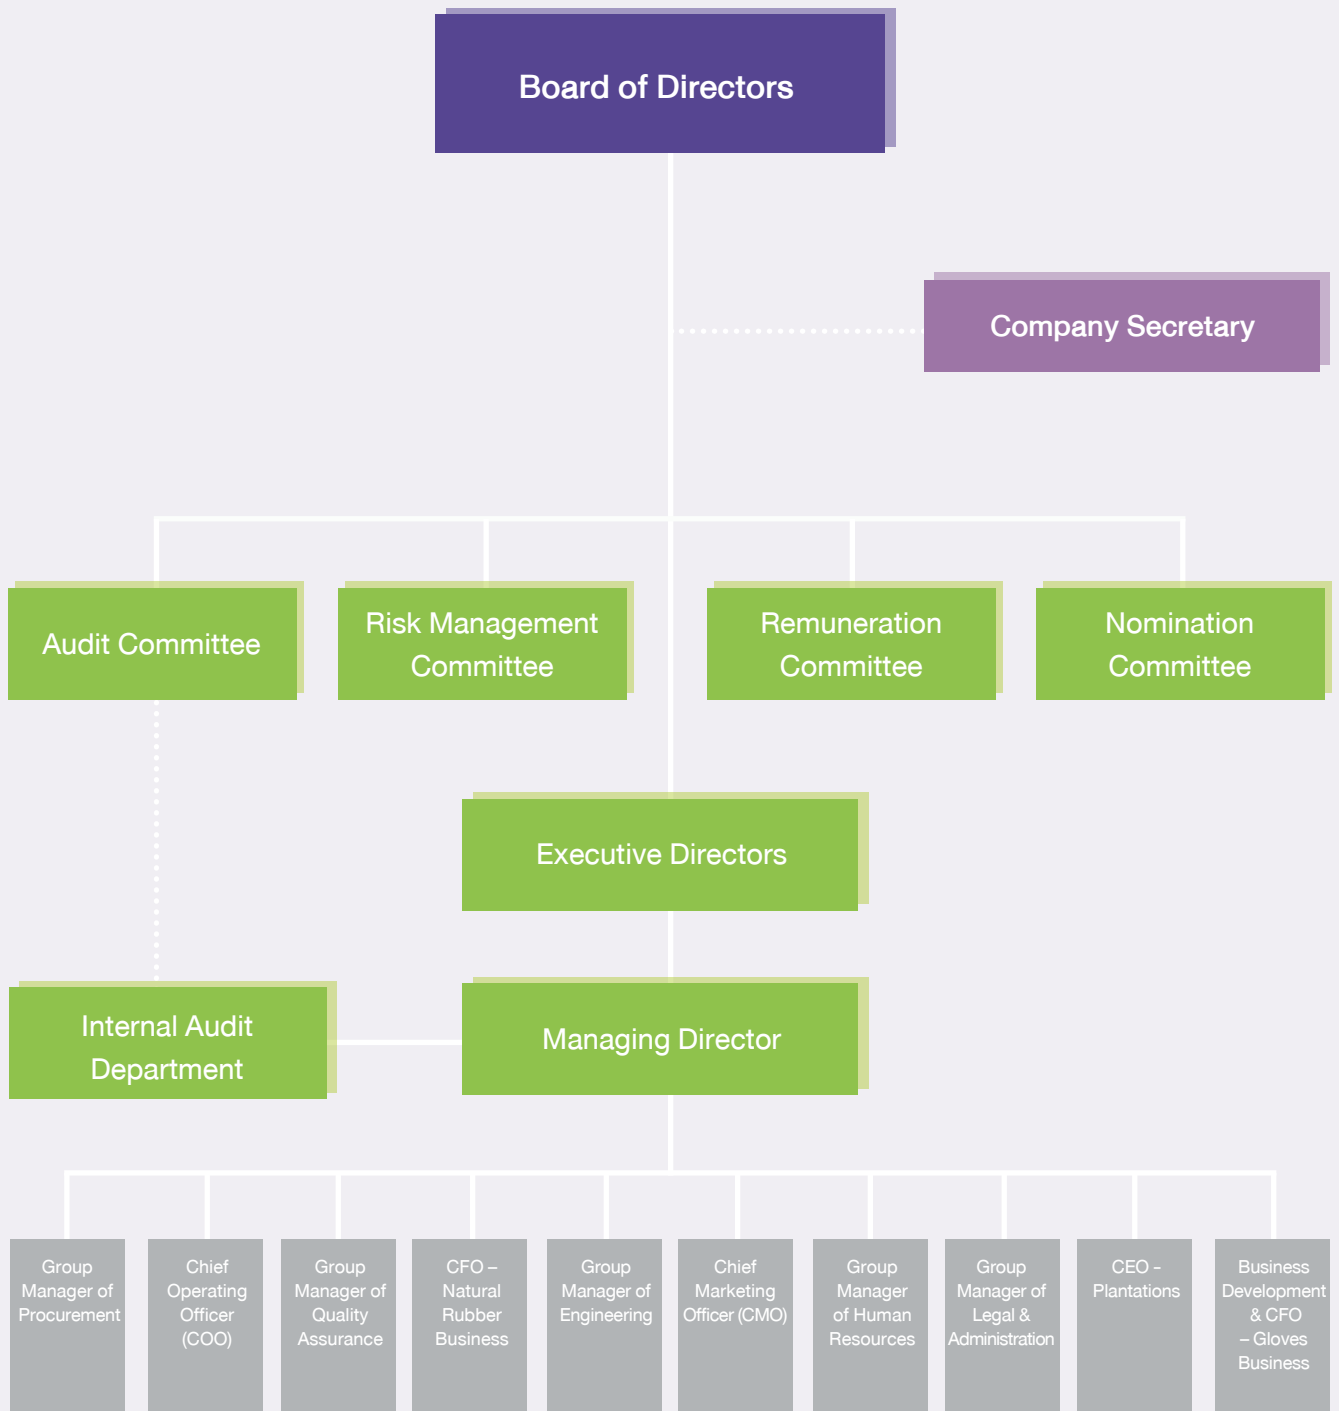 Board of Directors
Company Secretary
Audit Committee
Risk Management
Committee
Remuneration
Committee
Nomination
Committee
Executive Directors
Internal Audit
Department
Managing Director
Group
Manager of
Procurement
Chief
Operating
Officer
(COO)
Group
Manager of
Quality
Assurance
CFO –
Natural
Rubber
Business
Group
Manager of
Engineering
Chief
Marketing
Officer (CMO)
Group
Manager
of Human
Resources
Group
Manager of
Legal &
Administration
CEO -
Plantations
Business
Development
& CFO
– Gloves
Business